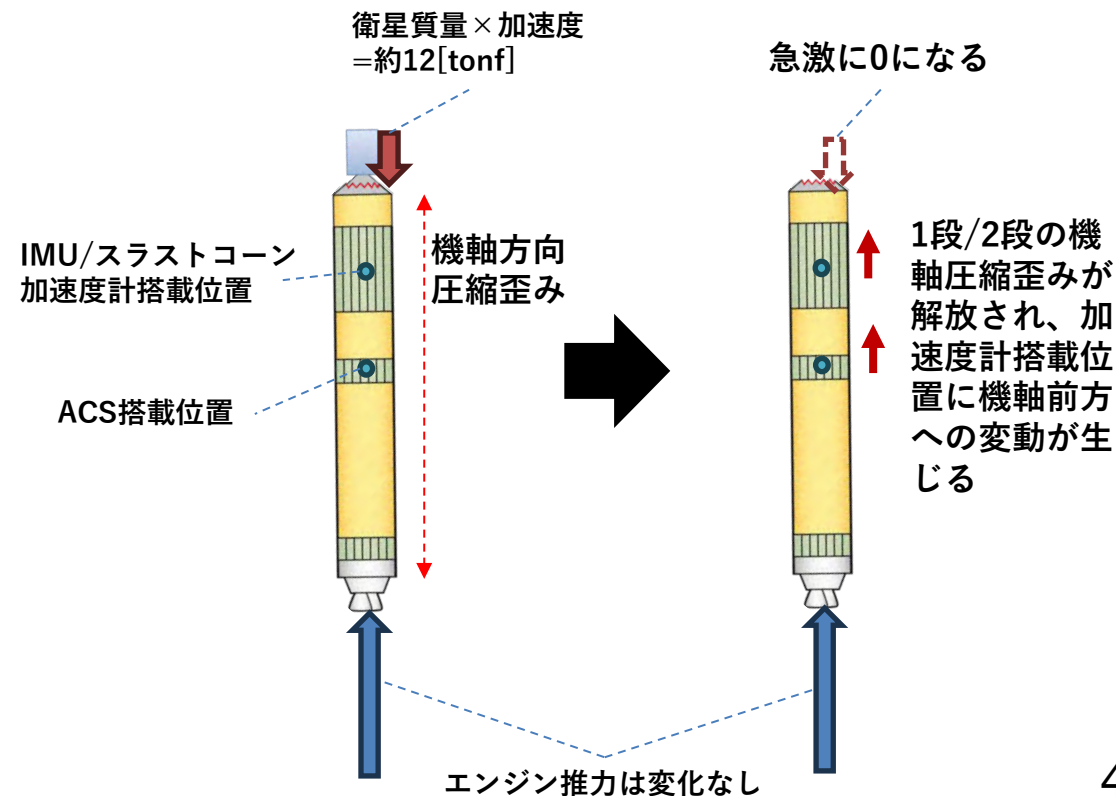 衛星質量×加速度
=約12[tonf]
急激に0になる
IMU/スラストコーン
加速度計搭載位置
機軸方向
圧縮歪み
ACS搭載位置
1段/2段の機
軸圧縮歪みが
解放され、加
速度計搭載位
置に機軸前方
への変動が生
じる
エンジン推力は変化なし